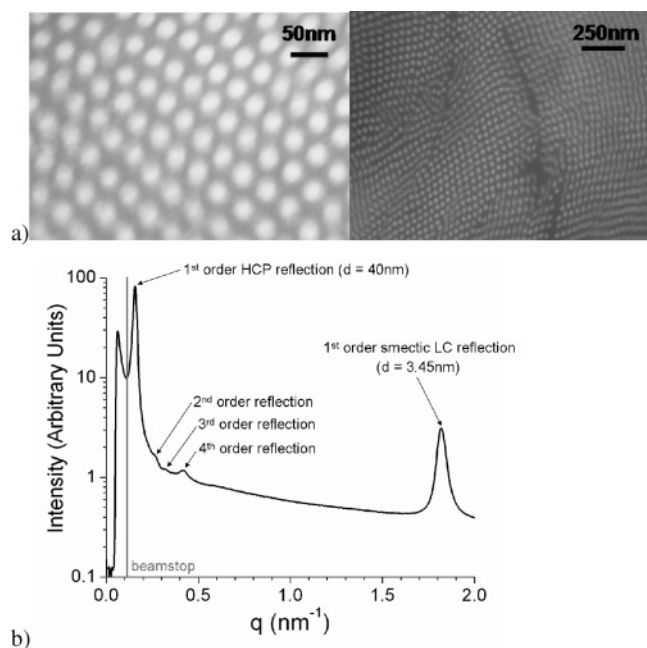 50nm
250nm
a)
1st order HCP reflection (d = 40nm)
1st order smectic LC reflection
(d = 3.45nm)
2nd order reflection
3rd order reflection
4th order reflection
Intensity (Arbitrary Units)
100
10
1
0.1
beamstop
0.0 0.5 1.0 1.5 2.0
q (nm-1)
b)